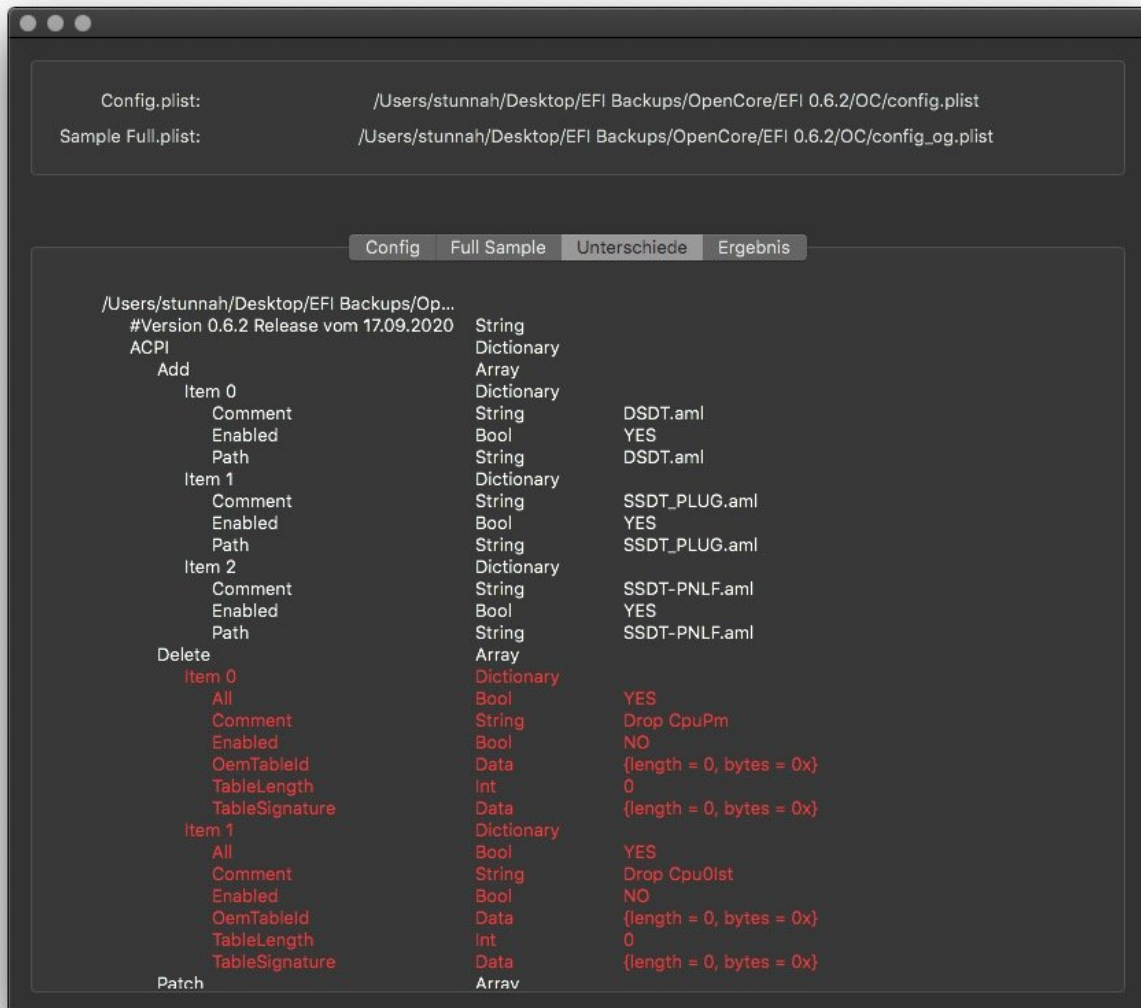 Config.plist: /Users/stunnah/Desktop/EFI Backups/OpenCore/EFI 0.6.2/OC/config.plist
Sample Full.plist: /Users/stunnah/Desktop/EFI Backups/OpenCore/EFI 0.6.2/OC/config_og.plist
Config Full Sample Unterschiede Ergebnis
/Users/stunnah/Desktop/EFI Backups/Op...
#Version 0.6.2 Release vom 17.09.2020 String
ACPI Dictionary
Add Array
Item 0 Dictionary
Comment String DSDT.aml
Enabled Bool YES
Path String DSDT.aml
Item 1 Dictionary
Comment String SSDT_PLUG.aml
Enabled Bool YES
Path String SSDT_PLUG.aml
Item 2 Dictionary
Comment String SSDT-PNLF.aml
Enabled Bool YES
Path String SSDT-PNLF.aml
Delete Array
Item 0 Dictionary
All Bool YES
Comment String Drop CpuPm
Enabled Bool NO
OemTableId Data {length = 0, bytes = 0x}
TableLength Int 0
TableSignature Data {length = 0, bytes = 0x}
Item 1 Dictionary
All Bool YES
Comment String Drop Cpu0Ist
Enabled Bool NO
OemTableId Data {length = 0, bytes = 0x}
TableLength Int 0
TableSignature Data {length = 0, bytes = 0x}
Patch Array